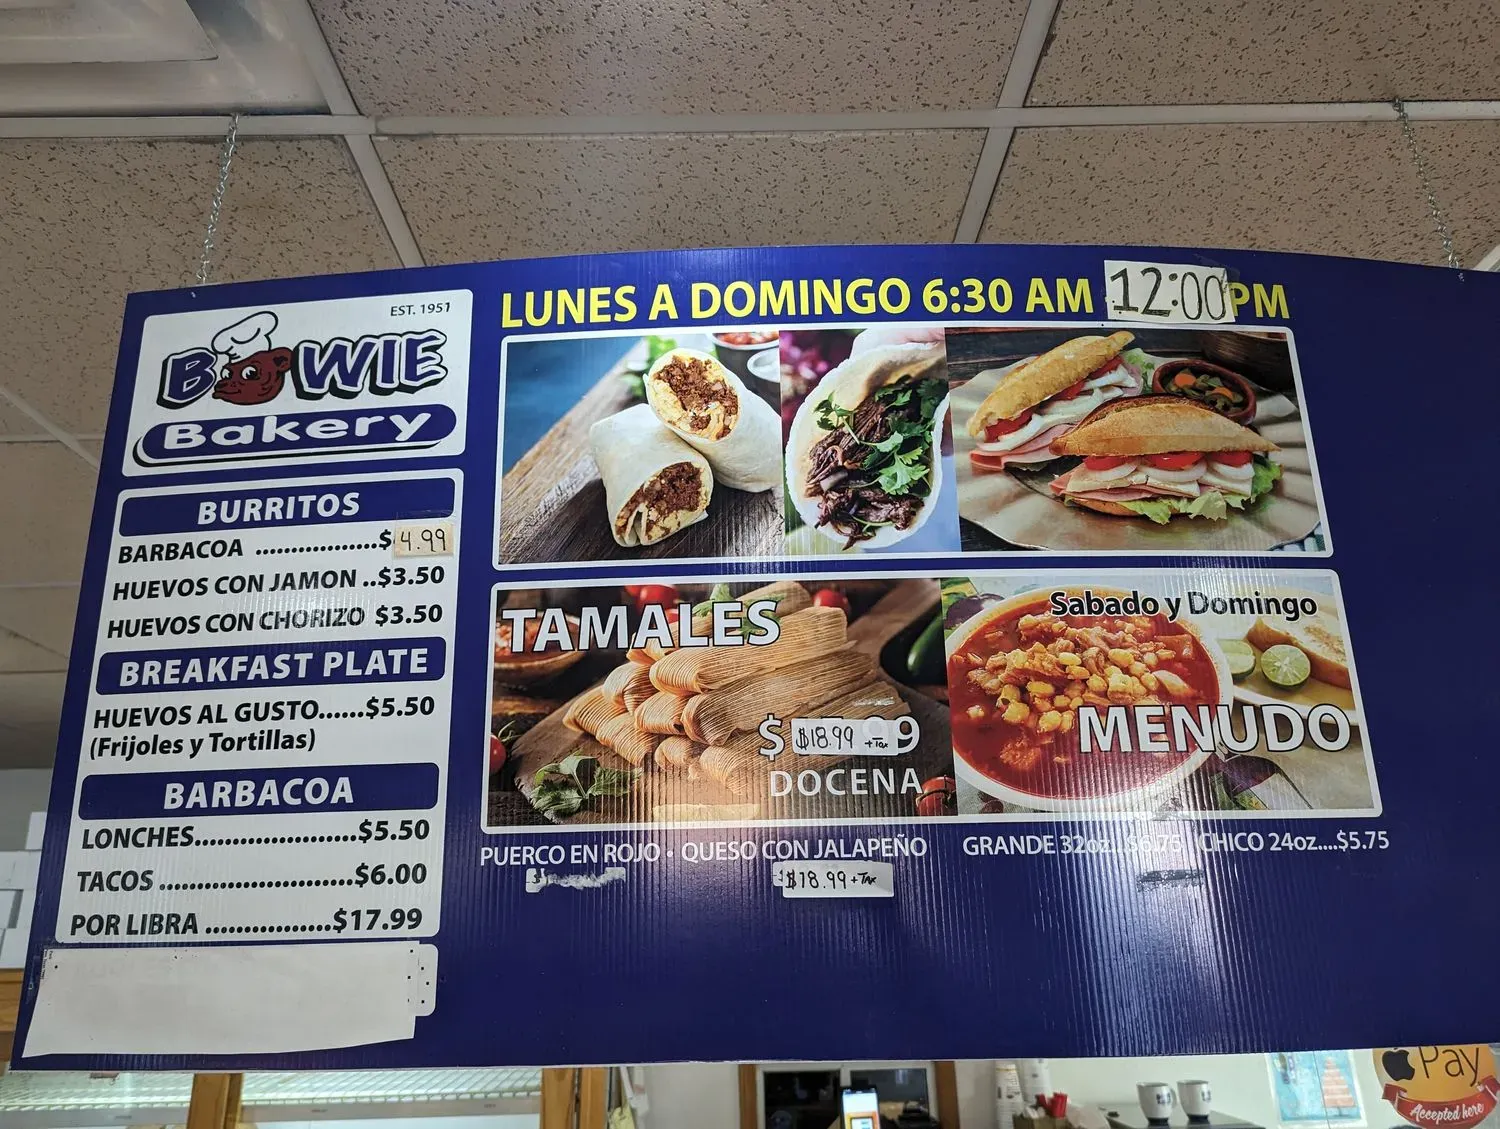 EST. 1951
BOWIE
Bakery
BURRITOS
BARBACOA ..................$ 4.99
HUEVOS CON JAMON ..$3.50
HUEVOS CON CHORIZO $3.50
BREAKFAST PLATE
HUEVOS AL GUSTO......$5.50
(Frijoles y Tortillas)
BARBACOA
LONCHES........................$5.50
TACOS ............................$6.00
POR LIBRA ..................$17.99
LUNES A DOMINGO 6:30 AM 12:00 PM
TAMALES
$ $18.99 +Tax 9
DOCENA
PUERCO EN ROJO • QUESO CON JALAPEÑO
$18.99 +Tax
Sabado y Domingo
MENUDO
GRANDE 32oz...$6.75 CHICO 24oz....$5.75
Pay
Accepted here